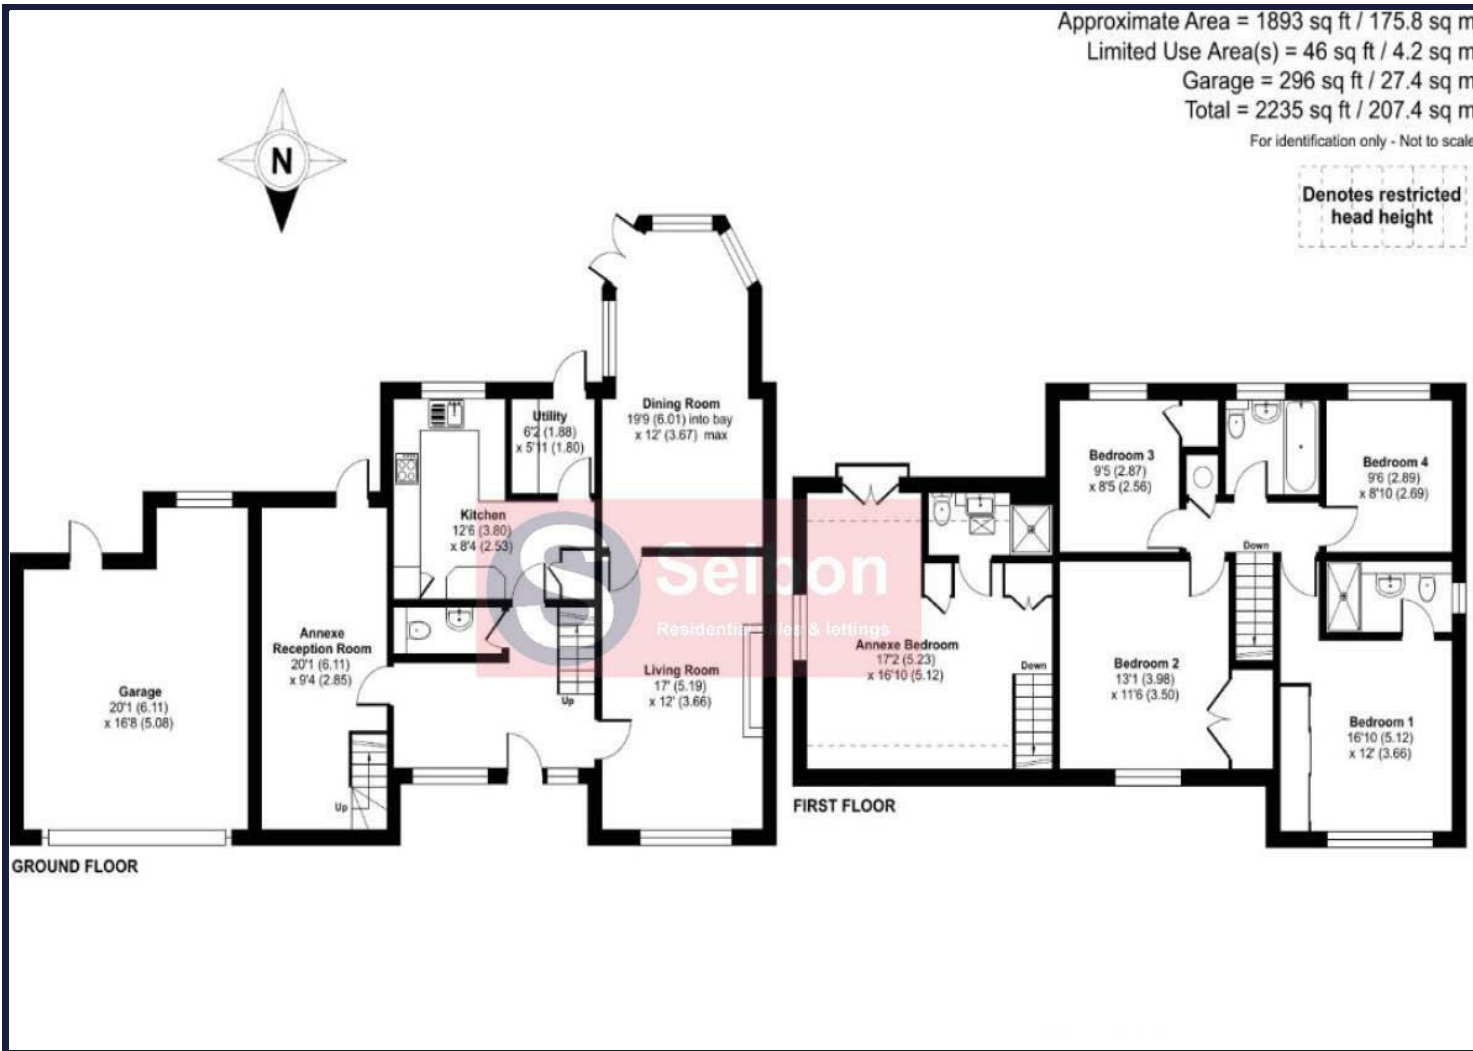 Approximate Area = 1893 sq ft / 175.8 sq m
Limited Use Area(s) = 46 sq ft / 4.2 sq m
Garage = 296 sq ft / 27.4 sq m
Total = 2235 sq ft / 207.4 sq m
For identification only - Not to scale
Denotes restricted
head height
N
Utility
6'2 (1.88)
x 5'11 (1.80)
Dining Room
19'9 (6.01) into bay
x 12' (3.67) max
Kitchen
12'6 (3.80)
x 8'4 (2.53)
Annexe
Reception Room
20'1 (6.11)
x 9'4 (2.85)
Garage
20'1 (6.11)
x 16'8 (5.08)
Living Room
17' (5.19)
x 12' (3.66)
Up
Up
GROUND FLOOR
S Selbon
Residential sales & lettings
Bedroom 3
9'5 (2.87)
x 8'5 (2.56)
Bedroom 4
9'6 (2.89)
x 8'10 (2.69)
Down
Annexe Bedroom
17'2 (5.23)
x 16'10 (5.12)
Down
Bedroom 2
13'1 (3.98)
x 11'6 (3.50)
Bedroom 1
16'10 (5.12)
x 12' (3.66)
FIRST FLOOR